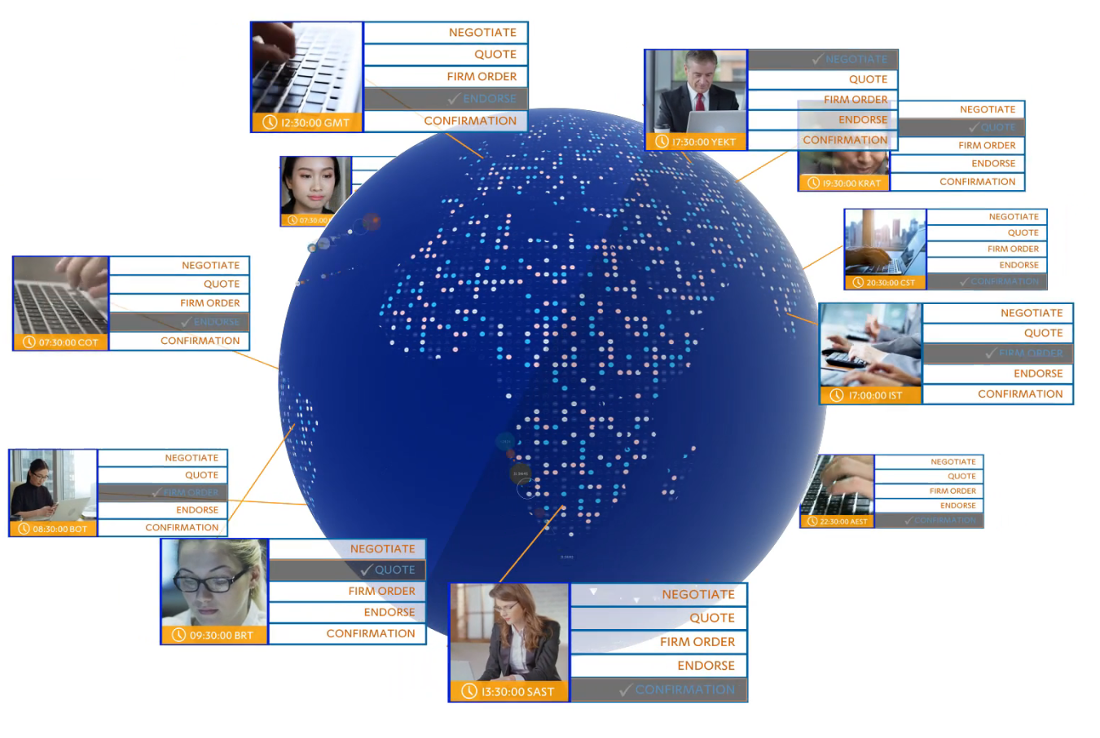 NEGOTIATE
QUOTE
FIRM ORDER
ENDORSE
CONFIRMATION
12:30:00 GMT
NEGOTIATE
QUOTE
FIRM ORDER
ENDORSE
CONFIRMATION
17:30:00 YEKT
NEGOTIATE
QUOTE
FIRM ORDER
ENDORSE
CONFIRMATION
19:30:00 KRAT
07:30:00
NEGOTIATE
QUOTE
FIRM ORDER
ENDORSE
CONFIRMATION
20:30:00 CST
NEGOTIATE
QUOTE
FIRM ORDER
ENDORSE
CONFIRMATION
07:30:00 COT
NEGOTIATE
QUOTE
FIRM ORDER
ENDORSE
CONFIRMATION
17:00:00 IST
NEGOTIATE
QUOTE
FIRM ORDER
ENDORSE
CONFIRMATION
08:30:00 BOT
NEGOTIATE
QUOTE
FIRM ORDER
ENDORSE
CONFIRMATION
22:30:00 AEST
NEGOTIATE
QUOTE
FIRM ORDER
ENDORSE
CONFIRMATION
09:30:00 BRT
NEGOTIATE
QUOTE
FIRM ORDER
ENDORSE
CONFIRMATION
13:30:00 SAST